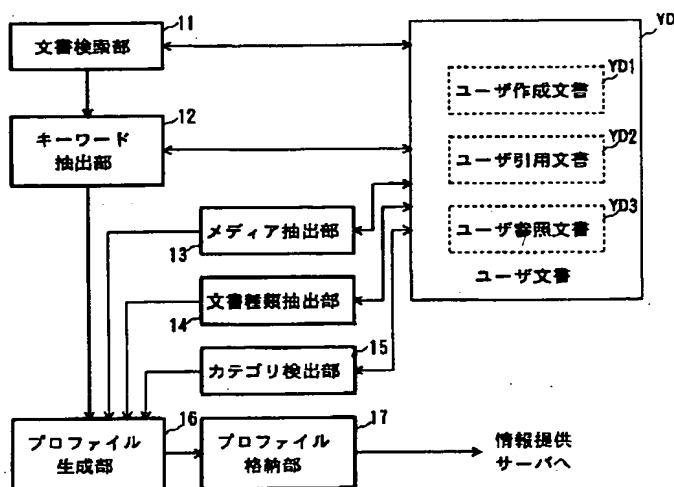 11
文書検索部
12
キーワード
抽出部
メディア抽出部
13
文書種類抽出部
14
15
カテゴリ検出部
16
プロファイル
生成部
17
プロファイル
格納部
情報提供
サーバへ
YD
YD1
ユーザ作成文書
YD2
ユーザ引用文書
YD3
ユーザ参照文書
ユーザ文書